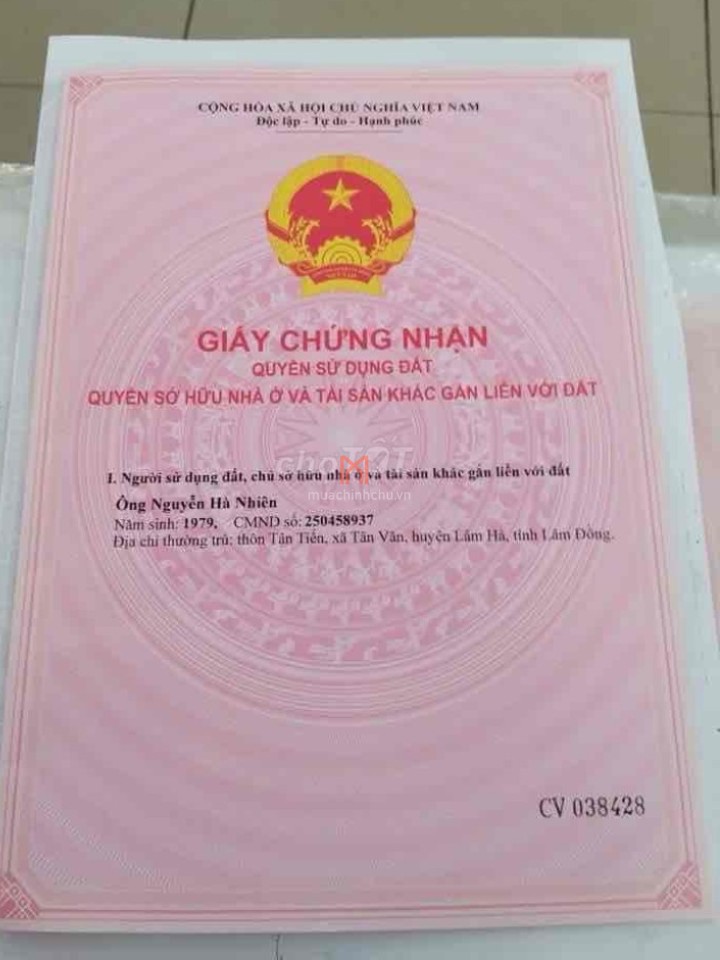 CỘNG HÒA XÃ HỘI CHỦ NGHĨA VIỆT NAM
Độc lập - Tự do - Hạnh phúc
GIẤY CHỨNG NHẬN
QUYỀN SỬ DỤNG ĐẤT
QUYỀN SỞ HỮU NHÀ Ở VÀ TÀI SẢN KHÁC GẮN LIỀN VỚI ĐẤT
choTỐT
I. Người sử dụng đất, chủ sở hữu nhà ở và tài sản khác gắn liền với đất
muachinhchu.vn
Ông Nguyễn Hà Nhiên
Năm sinh: 1979, CMND số: 250458937
Địa chỉ thường trú: thôn Tân Tiến, xã Tân Văn, huyện Lâm Hà, tỉnh Lâm Đồng.
CV 038428